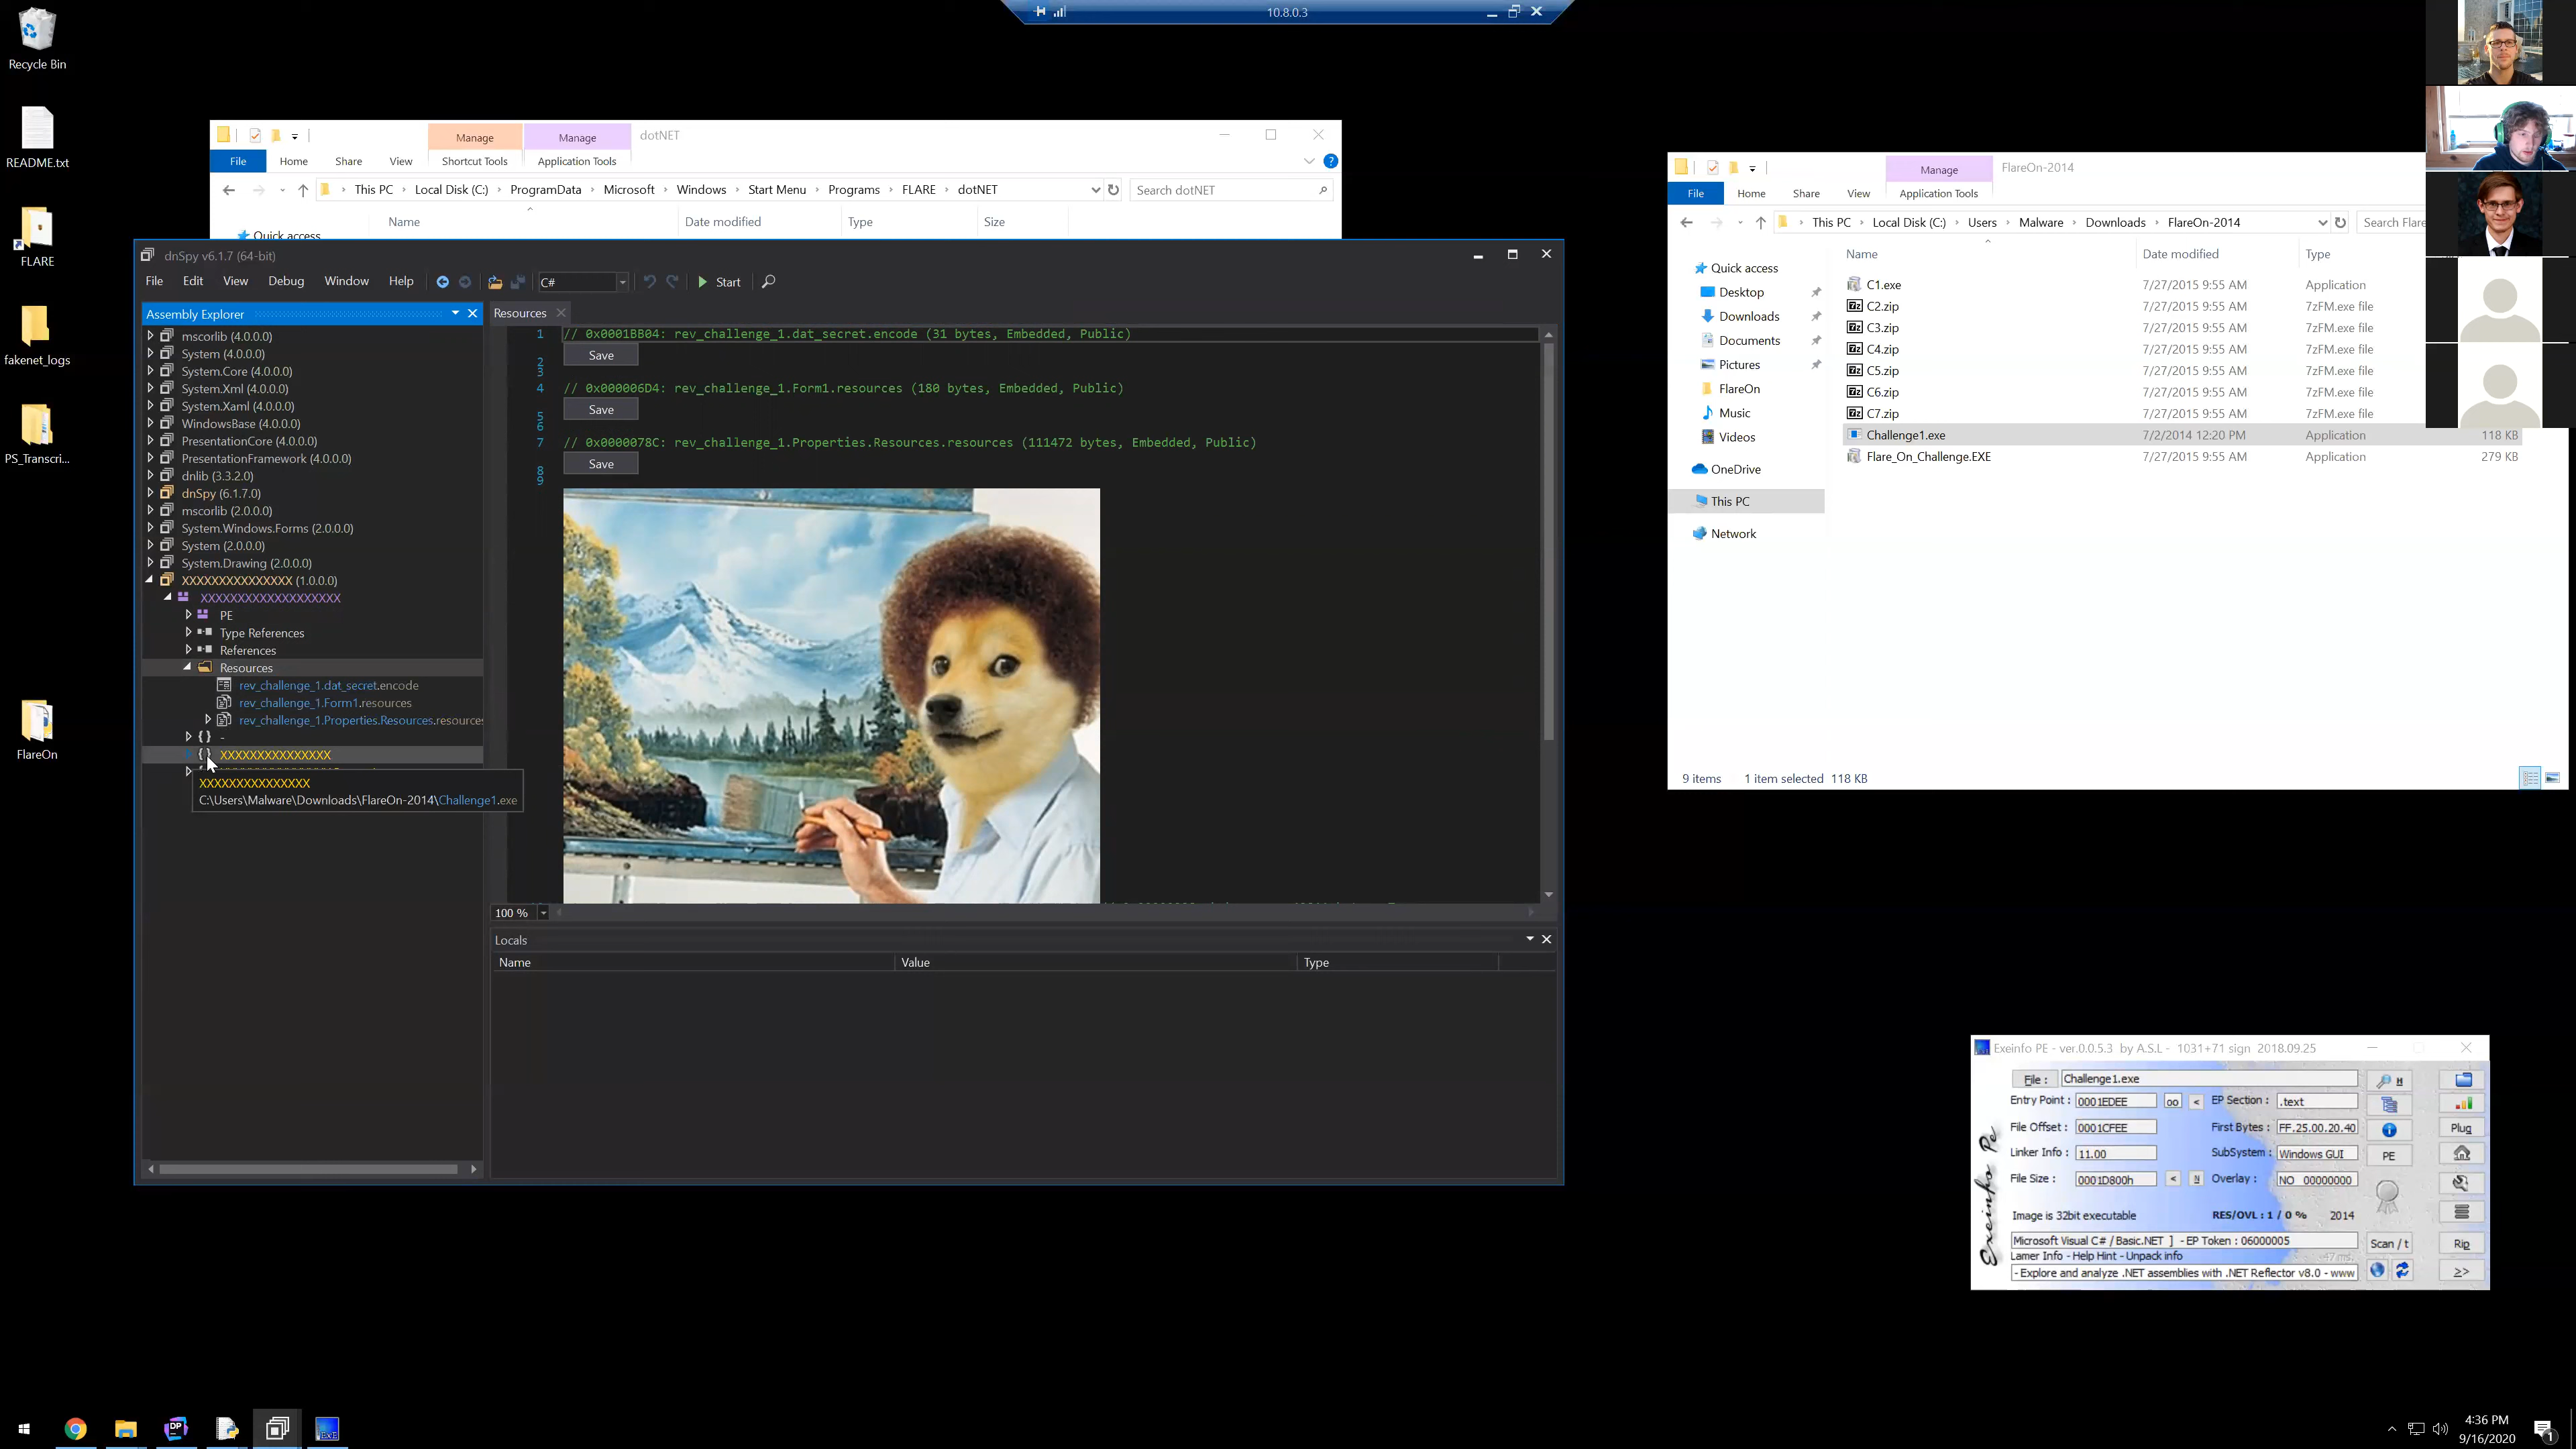 10.8.0.3
Recycle Bin
README.txt
FLARE
fakenet_logs
PS_Transcri...
FlareOn
Manage
Manage
dotNET
File
Home
Share
View
Shortcut Tools
Application Tools
This PC
Local Disk (C:)
ProgramData
Microsoft
Windows
Start Menu
Programs
FLARE
dotNET
Search dotNET
Name
Date modified
Type
Size
Quick access
dnSpy v6.1.7 (64-bit)
File
Edit
View
Debug
Window
Help
C#
Start
Assembly Explorer
mscorlib (4.0.0.0)
System (4.0.0.0)
System.Core (4.0.0.0)
System.Xml (4.0.0.0)
System.Xaml (4.0.0.0)
WindowsBase (4.0.0.0)
PresentationCore (4.0.0.0)
PresentationFramework (4.0.0.0)
dnlib (3.3.2.0)
dnSpy (6.1.7.0)
mscorlib (2.0.0.0)
System.Windows.Forms (2.0.0.0)
System (2.0.0.0)
System.Drawing (2.0.0.0)
XXXXXXXXXXXXXXX (1.0.0.0)
XXXXXXXXXXXXXXXXXXX
PE
Type References
References
Resources
rev_challenge_1.dat_secret.encode
rev_challenge_1.Form1.resources
rev_challenge_1.Properties.Resources.resources
{ } -
{ } XXXXXXXXXXXXXXX
XXXXXXXXXXXXXXX
C:\Users\Malware\Downloads\FlareOn-2014\Challenge1.exe
Resources
1 // 0x0001BB04: rev_challenge_1.dat_secret.encode (31 bytes, Embedded, Public)
Save
2
3
4 // 0x000006D4: rev_challenge_1.Form1.resources (180 bytes, Embedded, Public)
Save
5
6
7 // 0x0000078C: rev_challenge_1.Properties.Resources.resources (111472 bytes, Embedded, Public)
Save
8
9
100 %
Locals
Name
Value
Type
Manage
FlareOn-2014
File
Home
Share
View
Application Tools
This PC
Local Disk (C:)
Users
Malware
Downloads
FlareOn-2014
Search Flare
Name
Date modified
Type
Quick access
Desktop
Downloads
Documents
Pictures
FlareOn
Music
Videos
OneDrive
This PC
Network
C1.exe 7/27/2015 9:55 AM Application
C2.zip 7/27/2015 9:55 AM 7zFM.exe file
C3.zip 7/27/2015 9:55 AM 7zFM.exe file
C4.zip 7/27/2015 9:55 AM 7zFM.exe file
C5.zip 7/27/2015 9:55 AM 7zFM.exe file
C6.zip 7/27/2015 9:55 AM 7zFM.exe file
C7.zip 7/27/2015 9:55 AM 7zFM.exe file
Challenge1.exe 7/2/2014 12:20 PM Application 118 KB
Flare_On_Challenge.EXE 7/27/2015 9:55 AM Application 279 KB
9 items
1 item selected 118 KB
Exeinfo PE - ver.0.0.5.3 by A.S.L - 1031+71 sign 2018.09.25
Exeinfo Pe
File : Challenge1.exe
Entry Point : 0001EDEE oo < EP Section : .text
File Offset : 0001CFEE First Bytes : FF.25.00.20.40 Plug
Linker Info : 11.00 SubSystem : Windows GUI PE
File Size : 0001D800h < N Overlay : NO 00000000
Image is 32bit executable RES/OVL : 1 / 0 % 2014
Microsoft Visual C# / Basic.NET ] - EP Token : 06000005 Scan / t Rip
Lamer Info - Help Hint - Unpack info 47 ms.
- Explore and analyze .NET assemblies with .NET Reflector v8.0 - www >>
4:36 PM
9/16/2020
1